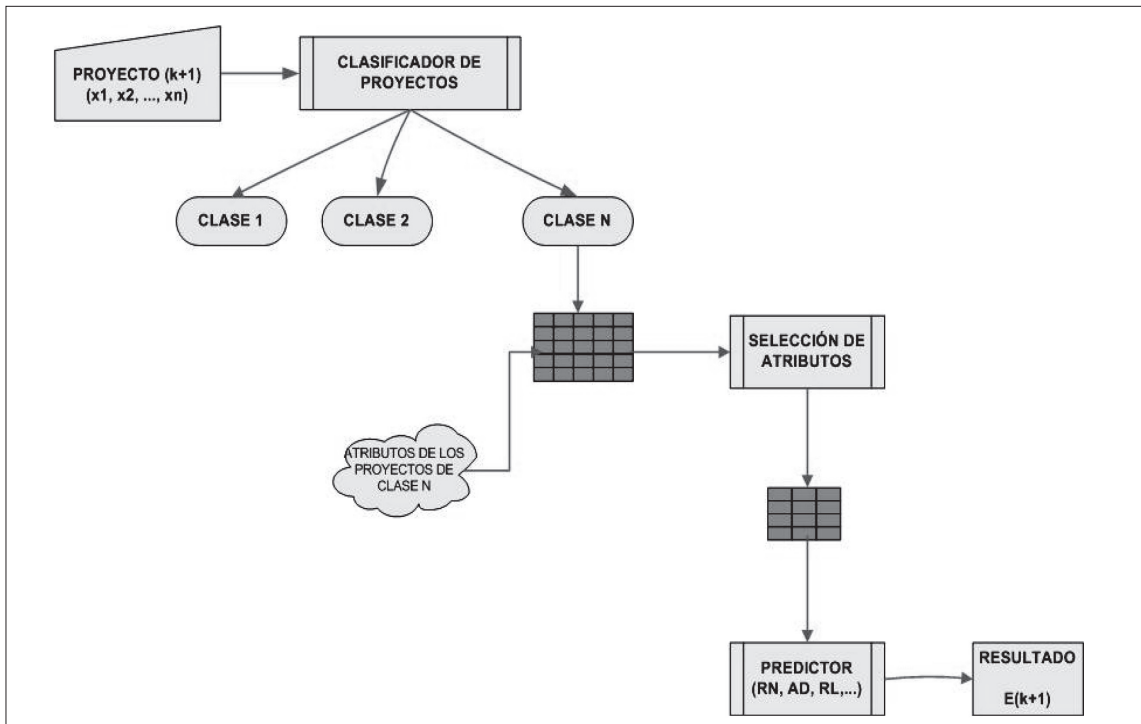 PROYECTO (k+1)
(x1, x2, ..., xn)
CLASIFICADOR DE
PROYECTOS
CLASE 1
CLASE 2
CLASE N
SELECCIÓN DE
ATRIBUTOS
ATRIBUTOS DE LOS
PROYECTOS DE
CLASE N
PREDICTOR
(RN, AD, RL,...)
RESULTADO
E(k+1)